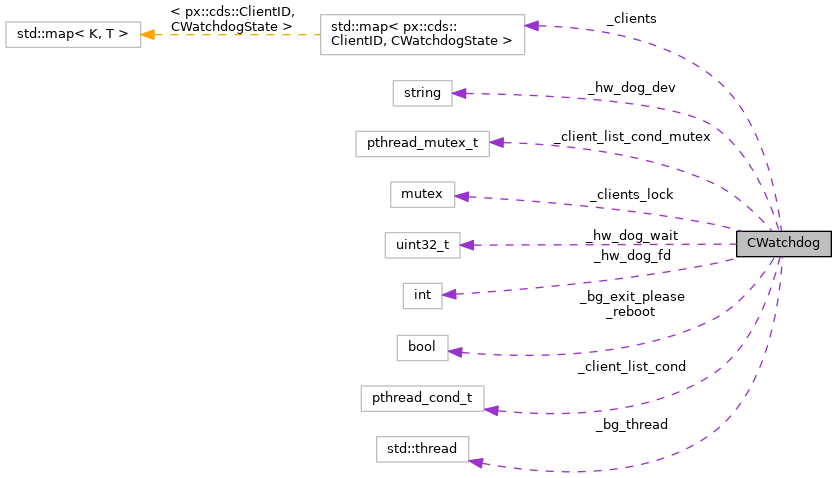 < px::cds::ClientID,
CWatchdogState >
std::map< K, T >
std::map< px::cds::
ClientID, CWatchdogState >
_clients
string
_hw_dog_dev
pthread_mutex_t
_client_list_cond_mutex
mutex
_clients_lock
uint32_t
_hw_dog_wait
CWatchdog
int
_hw_dog_fd
bool
_bg_exit_please
_reboot
pthread_cond_t
_client_list_cond
std::thread
_bg_thread